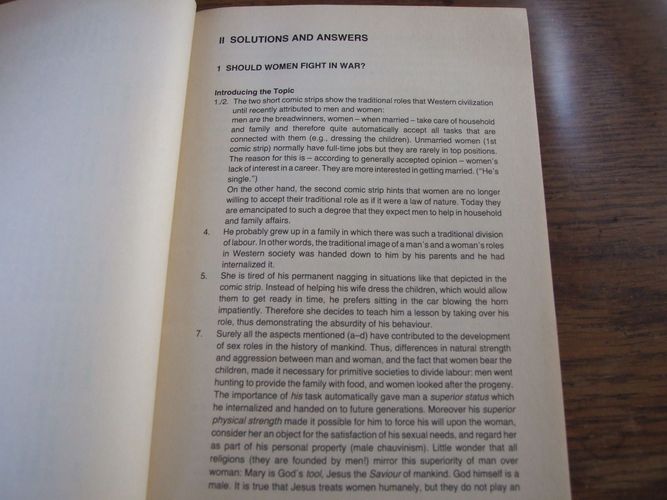 II SOLUTIONS AND ANSWERS
1 SHOULD WOMEN FIGHT IN WAR?
Introducing the Topic
1./2. The two short comic strips show the traditional roles that Western civilization
until recently attributed to men and women:
men are the breadwinners, women – when married – take care of household
and family and therefore quite automatically accept all tasks that are
connected with them (e.g., dressing the children). Unmarried women (1st
comic strip) normally have full-time jobs but they are rarely in top positions.
The reason for this is – according to generally accepted opinion – women's
lack of interest in a career. They are more interested in getting married. ("He's
single.")
On the other hand, the second comic strip hints that women are no longer
willing to accept their traditional role as if it were a law of nature. Today they
are emancipated to such a degree that they expect men to help in household
and family affairs.
4. He probably grew up in a family in which there was such a traditional division
of labour. In other words, the traditional image of a man's and a woman's roles
in Western society was handed down to him by his parents and he had
internalized it.
5. She is tired of his permanent nagging in situations like that depicted in the
comic strip. Instead of helping his wife dress the children, which would allow
them to get ready in time, he prefers sitting in the car blowing the horn
impatiently. Therefore she decides to teach him a lesson by taking over his
role, thus demonstrating the absurdity of his behaviour.
7. Surely all the aspects mentioned (a–d) have contributed to the development
of sex roles in the history of mankind. Thus, differences in natural strength
and aggression between man and woman, and the fact that women bear the
children, made it necessary for primitive societies to divide labour: men went
hunting to provide the family with food, and women looked after the progeny.
The importance of his task automatically gave man a superior status which
he internalized and handed on to future generations. Moreover his superior
physical strength made it possible for him to force his will upon the woman,
consider her an object for the satisfaction of his sexual needs, and regard her
as part of his personal property (male chauvinism). Little wonder that all
religions (they are founded by men!) mirror this superiority of man over
woman: Mary is God's tool, Jesus the Saviour of mankind. God himself is a
male. It is true that Jesus treats women humanely, but they do not play an